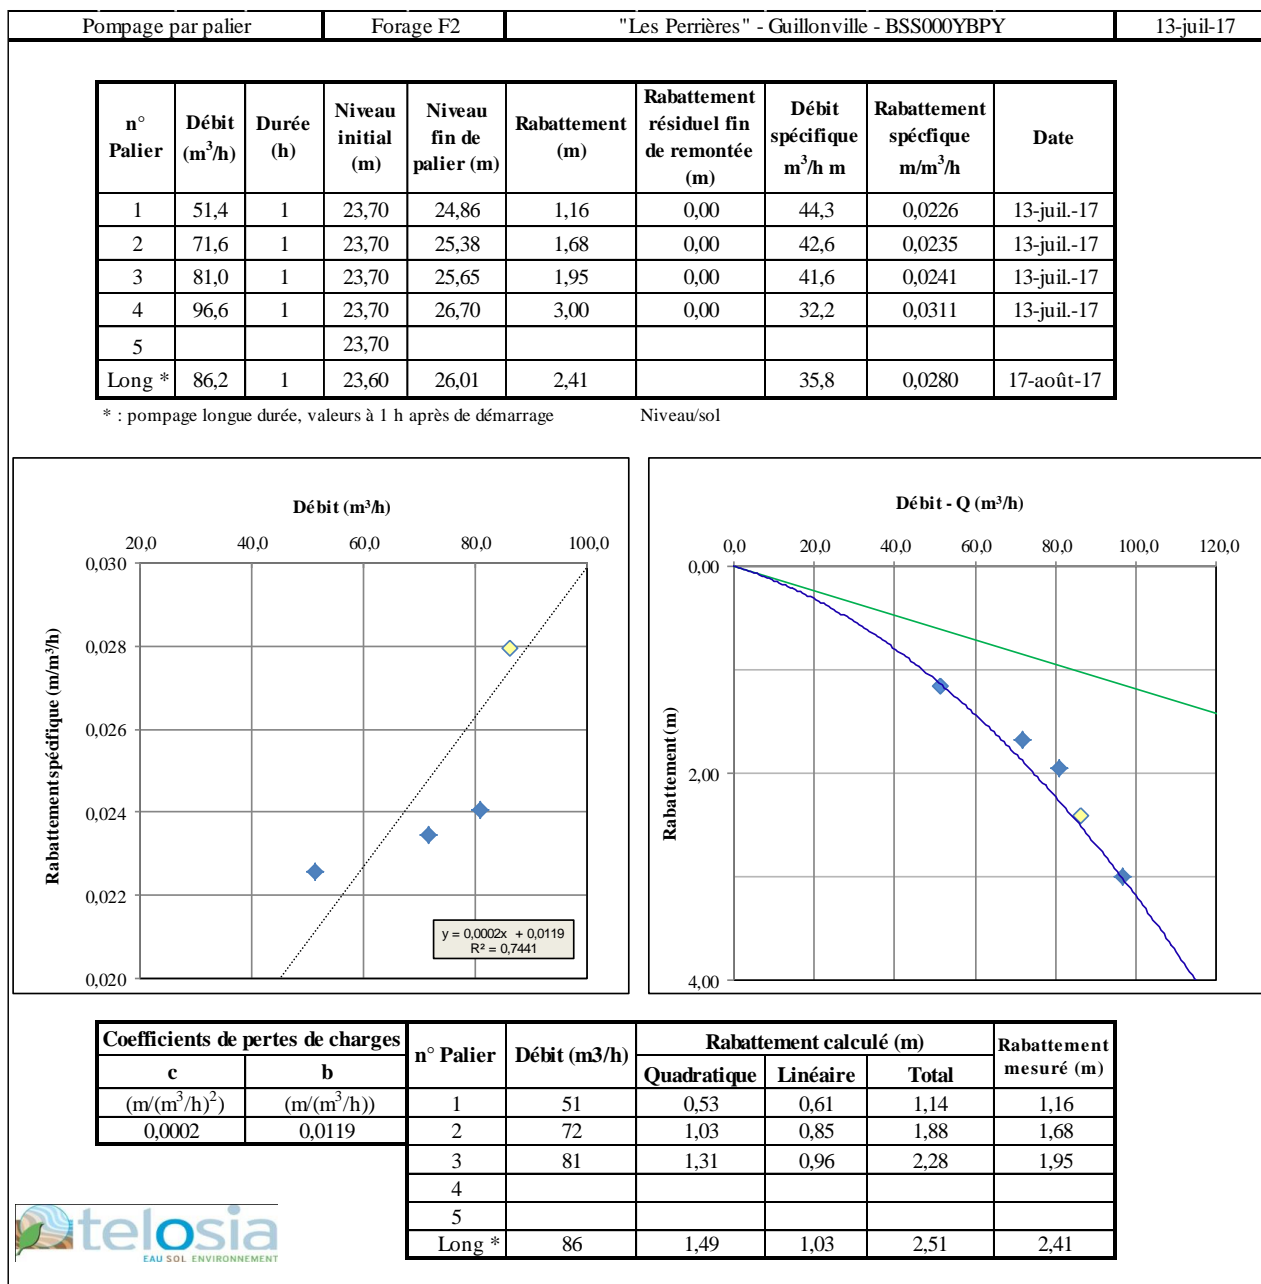 Pompage par palier Forage F2 "Les Perrières" - Guillonville - BSS000YBPY 13-juil-17
n° Palier Débit (m³/h) Durée (h) Niveau initial (m) Niveau fin de palier (m) Rabattement (m) Rabattement résiduel fin de remontée (m) Débit spécifique m³/h m Rabattement spécfique m/m³/h Date
1 51,4 1 23,70 24,86 1,16 0,00 44,3 0,0226 13-juil.-17
2 71,6 1 23,70 25,38 1,68 0,00 42,6 0,0235 13-juil.-17
3 81,0 1 23,70 25,65 1,95 0,00 41,6 0,0241 13-juil.-17
4 96,6 1 23,70 26,70 3,00 0,00 32,2 0,0311 13-juil.-17
5 23,70
Long * 86,2 1 23,60 26,01 2,41 35,8 0,0280 17-août-17
* : pompage longue durée, valeurs à 1 h après de démarrage Niveau/sol
Débit (m³/h)
20,0 40,0 60,0 80,0 100,0
0,030
0,028
0,026
0,024
0,022
0,020
Rabattement spécifique (m/m³/h)
y = 0,0002x + 0,0119
R² = 0,7441
Débit - Q (m³/h)
0,0 20,0 40,0 60,0 80,0 100,0 120,0
0,00
2,00
4,00
Rabattement (m)
Coefficients de pertes de charges
c b
(m/(m³/h)²) (m/(m³/h))
0,0002 0,0119
n° Palier Débit (m3/h) Rabattement calculé (m) Rabattement mesuré (m)
Quadratique Linéaire Total
1 51 0,53 0,61 1,14 1,16
2 72 1,03 0,85 1,88 1,68
3 81 1,31 0,96 2,28 1,95
4
5
Long * 86 1,49 1,03 2,51 2,41
telosia
EAU SOL ENVIRONNEMENT